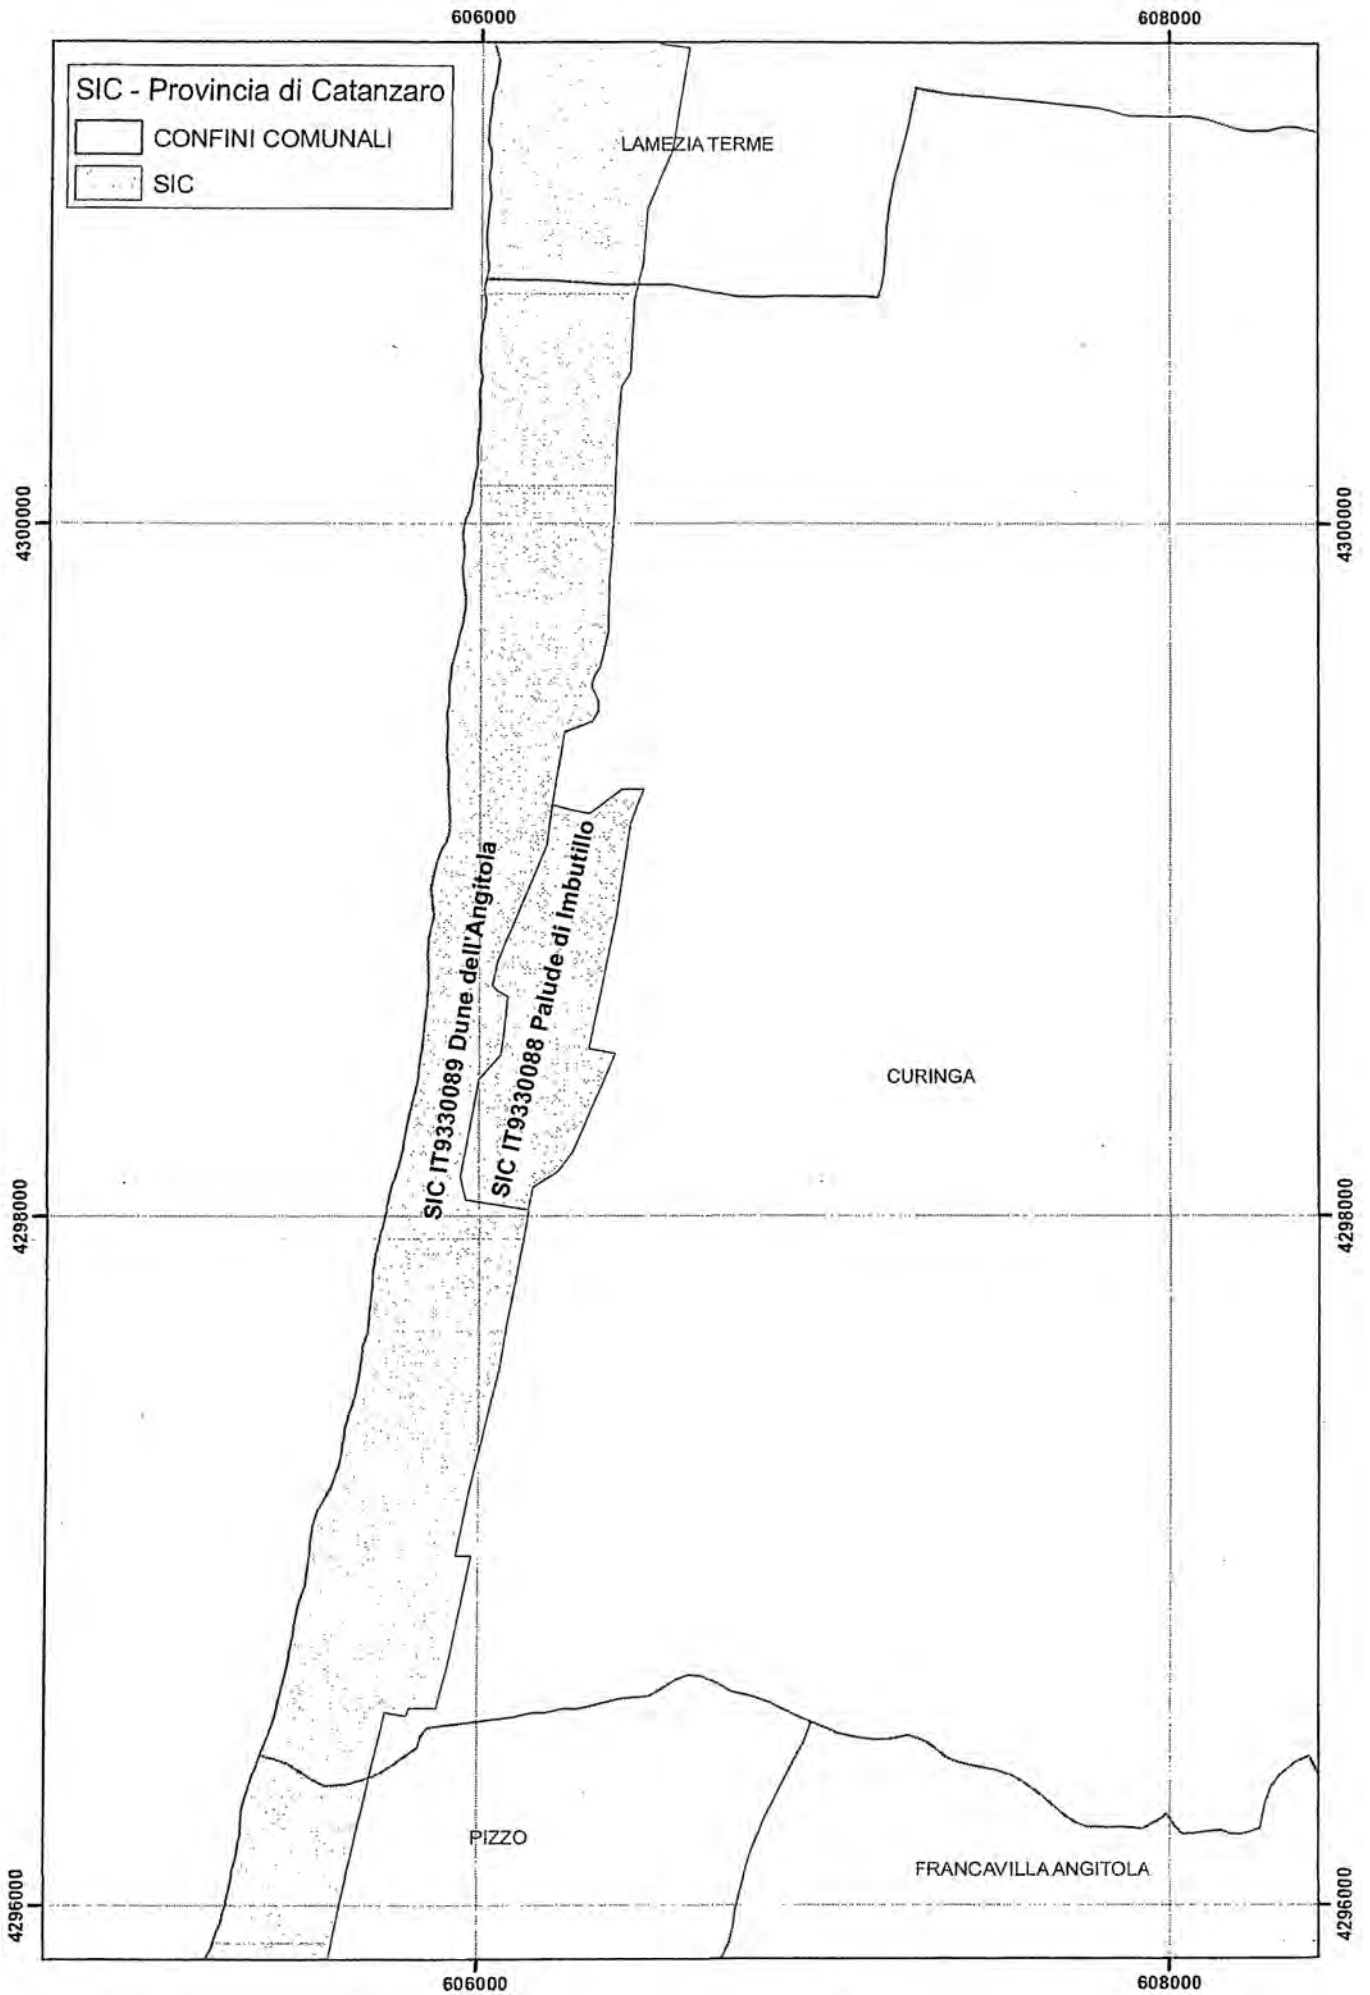 606000
608000
SIC - Provincia di Catanzaro
CONFINI COMUNALI
SIC
LAMEZIA TERME
4300000
4300000
SIC IT9330089 Dune dell'Angitola
SIC IT9330088 Palude di Imbutillo
CURINGA
4298000
4298000
PIZZO
FRANCAVILLA ANGITOLA
4296000
4296000
606000
608000